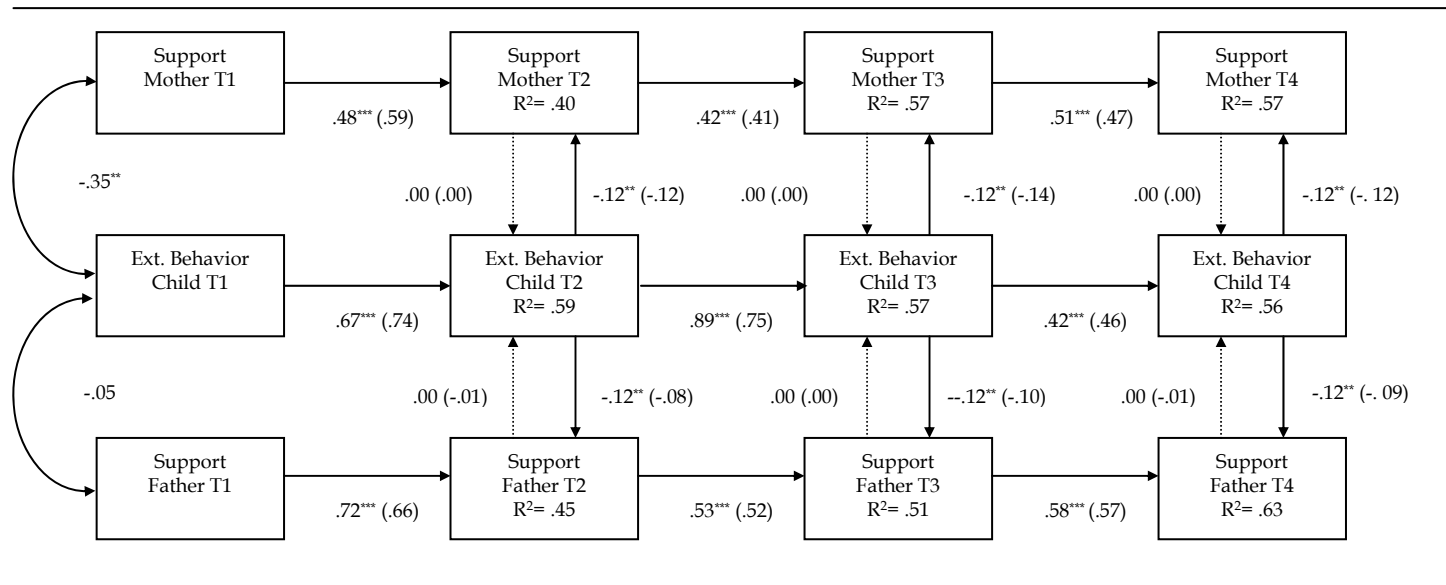 Support
Mother T1
Support
Mother T2
R²= .40
Support
Mother T3
R²= .57
Support
Mother T4
R²= .57
.48*** (.59)
.42*** (.41)
.51*** (.47)
-.35**
.00 (.00)
-.12** (-.12)
.00 (.00)
-.12** (-.14)
.00 (.00)
-.12** (-. 12)
Ext. Behavior
Child T1
Ext. Behavior
Child T2
R²= .59
Ext. Behavior
Child T3
R²= .57
Ext. Behavior
Child T4
R²= .56
.67*** (.74)
.89*** (.75)
.42*** (.46)
-.05
.00 (-.01)
-.12** (-.08)
.00 (.00)
--.12** (-.10)
.00 (-.01)
-.12** (-. 09)
Support
Father T1
Support
Father T2
R²= .45
Support
Father T3
R²= .51
Support
Father T4
R²= .63
.72*** (.66)
.53*** (.52)
.58*** (.57)